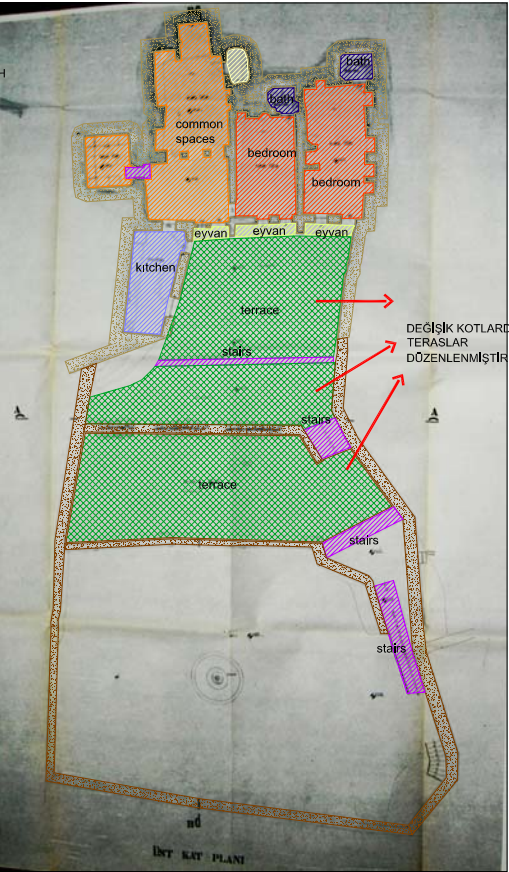 H
bath
bath
common
spaces
bedroom
bedroom
eyvan
eyvan
eyvan
kitchen
terrace
DEĞİŞİK KOTLARD
TERASLAR
DÜZENLENMİŞTİR
stairs
stairs
A
A
terrace
stairs
stairs
ÜST KAT PLANI